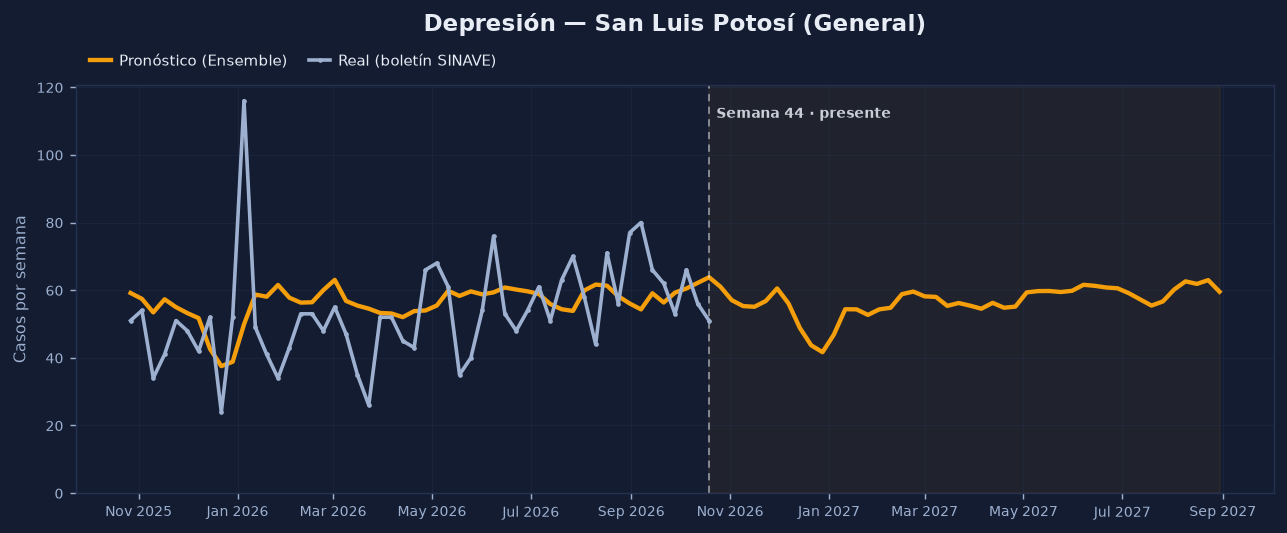 Depresión — San Luis Potosí (General)
Pronóstico (Ensemble)
Real (boletín SINAVE)
Semana 44 · presente
Casos por semana
120
100
80
60
40
20
0
Nov 2025
Jan 2026
Mar 2026
May 2026
Jul 2026
Sep 2026
Nov 2026
Jan 2027
Mar 2027
May 2027
Jul 2027
Sep 2027